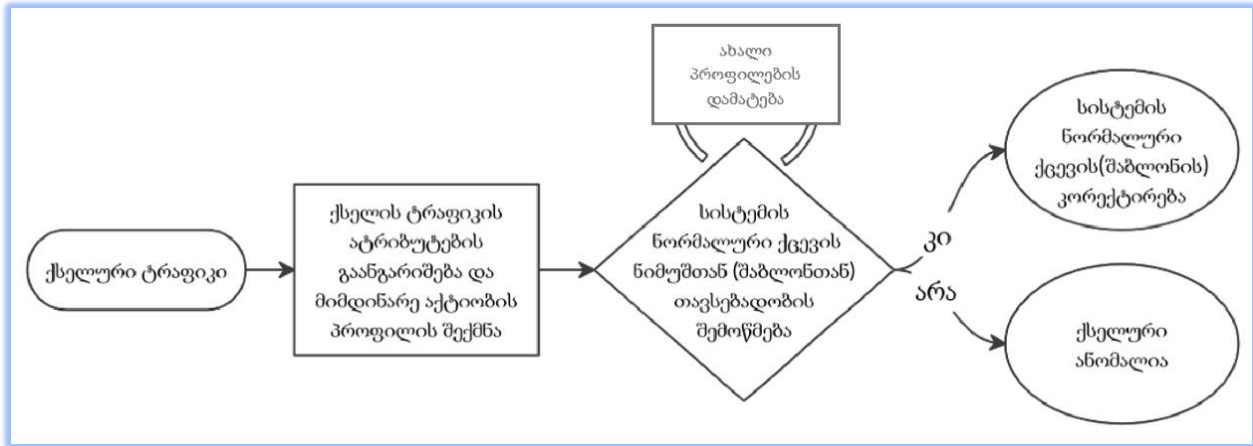 ახალი
პროფილების
დამატება
ქსელური ტრაფიკი
ქსელის ტრაფიკის
ატრიბუტების
გაანგარიშება და
მიმდინარე აქტიობის
პროფილის შექმნა
სისტემის
ნორმალური ქცევის
ნიმუშთან (შაბლონთან)
თავსებადობის
შემოწმება
კი
არა
სისტემის
ნორმალური
ქცევის(შაბლონის)
კორექტირება
ქსელური
ანომალია